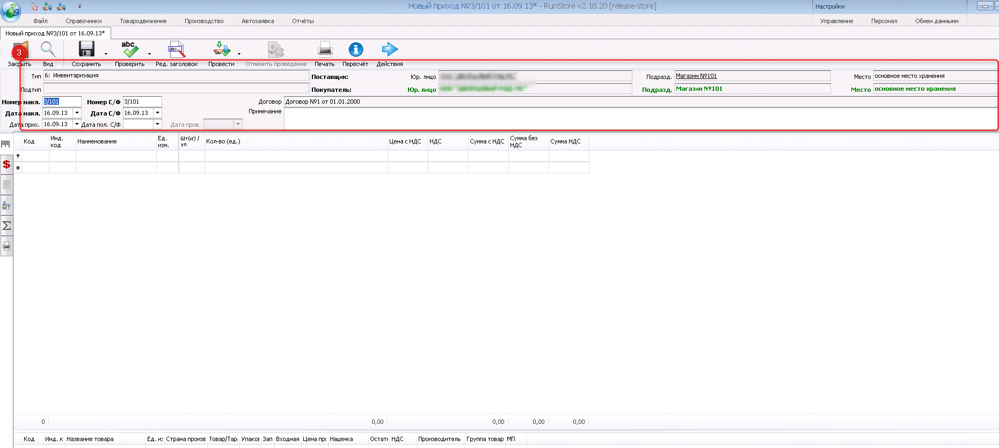 Новый приход №3/101 от 16.09.13* - RunStore v2.18.20 [release-store]
Настройки
Файл Справочники Товародвижение Производство Автозаявка Отчёты Управление Персонал Обмен данными
Новый приход №3/101 от 16.09.13*
3
Закрыть Вид Сохранить Проверить Ред. заголовок Провести Отменить проведение Печать Пересчёт Действия
Тип 6: Инвентаризация Поставщик: Юр. лицо Подразд. Магазин №101 Место основное место хранения
Подтип Покупатель: Юр. лицо Подразд. Магазин №101 Место основное место хранения
Номер накл. 3/101 Номер С/Ф 3/101 Договор Договор №1 от 01.01.2000
Дата накл. 16.09.13 Дата С/Ф 16.09.13 Примечание
Дата прих. 16.09.13 Дата пол. С/Ф Дата пров.
Код Инд. код Наименование Ед. изм. Шт(кг) / уп Кол-во (ед.) Цена с НДС НДС Сумма с НДС Сумма без НДС Сумма НДС
0 0,00 0,00 0,00 0,00
Код Инд. к Название товара Ед. из Страна произв Товар/Тар Упаков Зап Входная Цена про Наценка Остатк НДС Производитель Группа товар МП